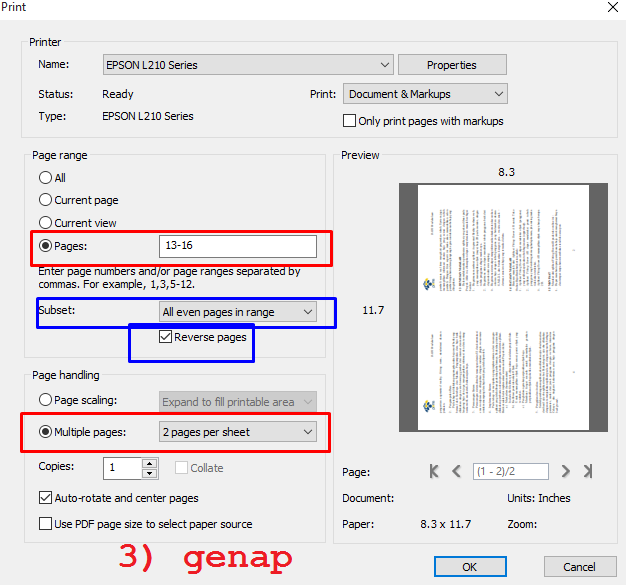 Print
Printer
Name: EPSON L210 Series Properties
Status: Ready Print: Document & Markups
Type: EPSON L210 Series
Only print pages with markups
Page range Preview
All 8.3
Current page
Current view
Pages: 13-16
Enter page numbers and/or page ranges separated by
commas. For example, 1,3,5-12.
Subset: All even pages in range 11.7
Reverse pages
Page handling
Page scaling: Expand to fill printable area
Multiple pages: 2 pages per sheet
Copies: 1 Collate Page: (1 - 2)/2
Auto-rotate and center pages Document: Units: Inches
Use PDF page size to select paper source Paper: 8.3 x 11.7 Zoom:
3) genap
OK Cancel